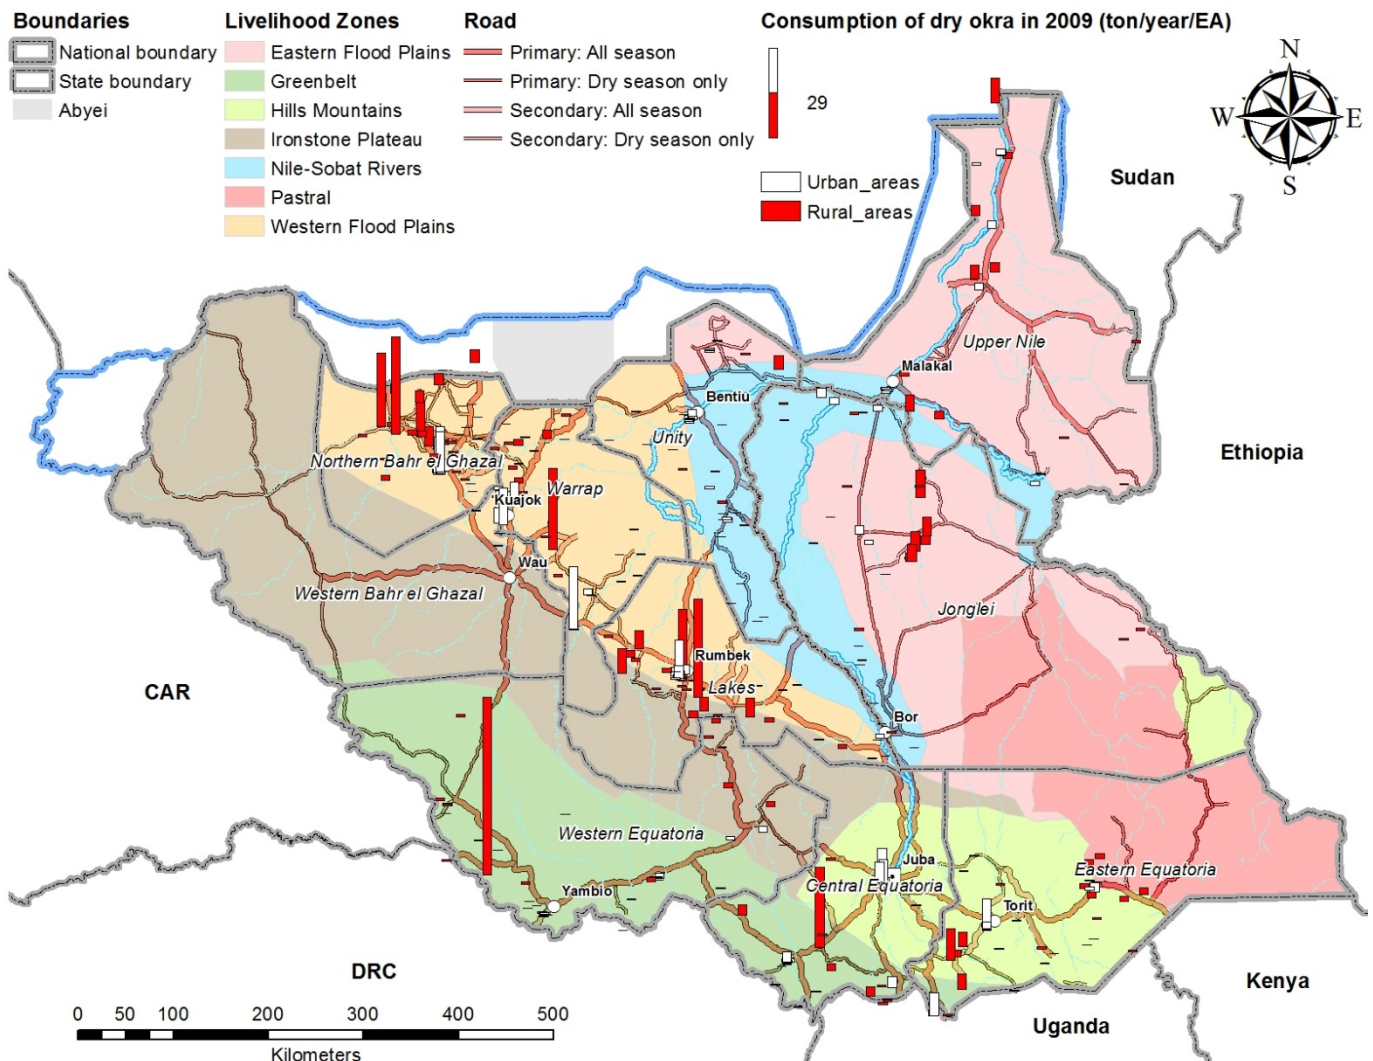 Boundaries
National boundary
State boundary
Abyei
Livelihood Zones
Eastern Flood Plains
Greenbelt
Hills Mountains
Ironstone Plateau
Nile-Sobat Rivers
Pastral
Western Flood Plains
Road
Primary: All season
Primary: Dry season only
Secondary: All season
Secondary: Dry season only
Consumption of dry okra in 2009 (ton/year/EA)
29
Urban_areas
Rural_areas
N
W
E
S
Sudan
Upper Nile
Malakal
Bentiu
Unity
Ethiopia
Northern Bahr el Ghazal
Warrap
Kuajok
Wau
Western Bahr el Ghazal
Jonglei
Rumbek
Lakes
CAR
Bor
Western Equatoria
Juba
Central Equatoria
Eastern Equatoria
Yambio
Torit
DRC
Kenya
Uganda
0 50 100 200 300 400 500
Kilometers